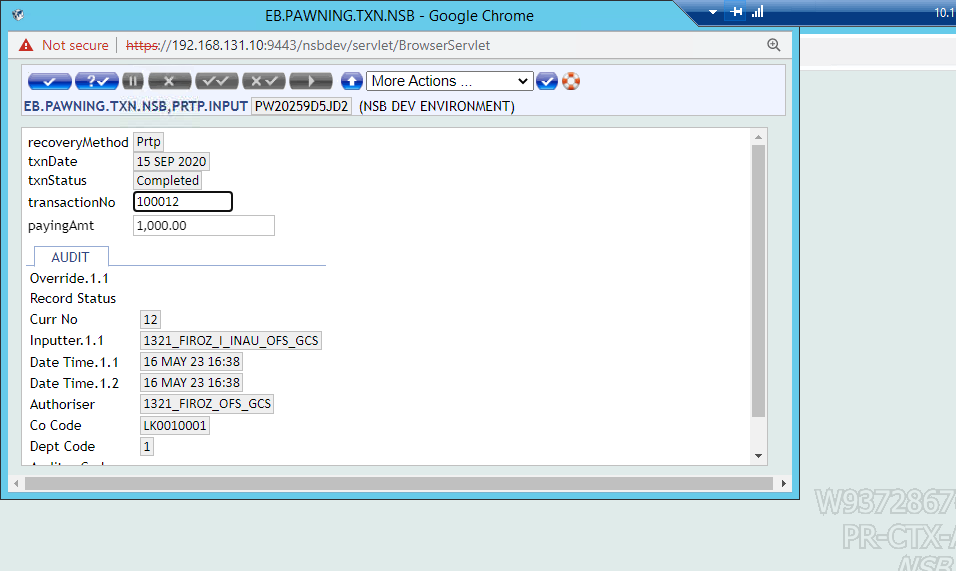 EB.PAWNING.TXN.NSB - Google Chrome
10.1
Not secure https://192.168.131.10:9443/nsbdev/servlet/BrowserServlet
More Actions ...
EB.PAWNING.TXN.NSB,PRTP.INPUT PW20259D5JD2 (NSB DEV ENVIRONMENT)
recoveryMethod Prtp
txnDate 15 SEP 2020
txnStatus Completed
transactionNo 100012
payingAmt 1,000.00
AUDIT
Override.1.1
Record Status
Curr No 12
Inputter.1.1 1321_FIROZ_I_INAU_OFS_GCS
Date Time.1.1 16 MAY 23 16:38
Date Time.1.2 16 MAY 23 16:38
Authoriser 1321_FIROZ_OFS_GCS
Co Code LK0010001
Dept Code 1
W9372867
PR-CTX-A
NSB